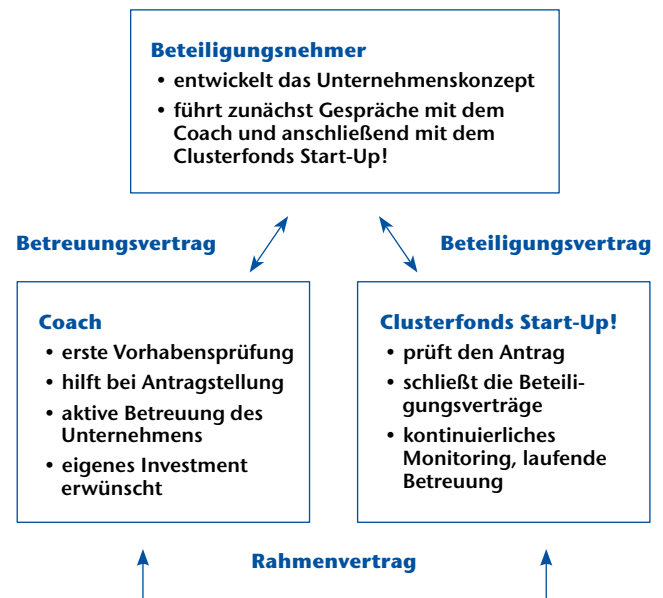 Beteiligungsnehmer
• entwickelt das Unternehmenskonzept
• führt zunächst Gespräche mit dem
Coach und anschließend mit dem
Clusterfonds Start-Up!
Betreuungsvertrag
Beteiligungsvertrag
Coach
• erste Vorhabensprüfung
• hilft bei Antragstellung
• aktive Betreuung des
Unternehmens
• eigenes Investment
erwünscht
Clusterfonds Start-Up!
• prüft den Antrag
• schließt die Beteili-
gungsverträge
• kontinuierliches
Monitoring, laufende
Betreuung
Rahmenvertrag